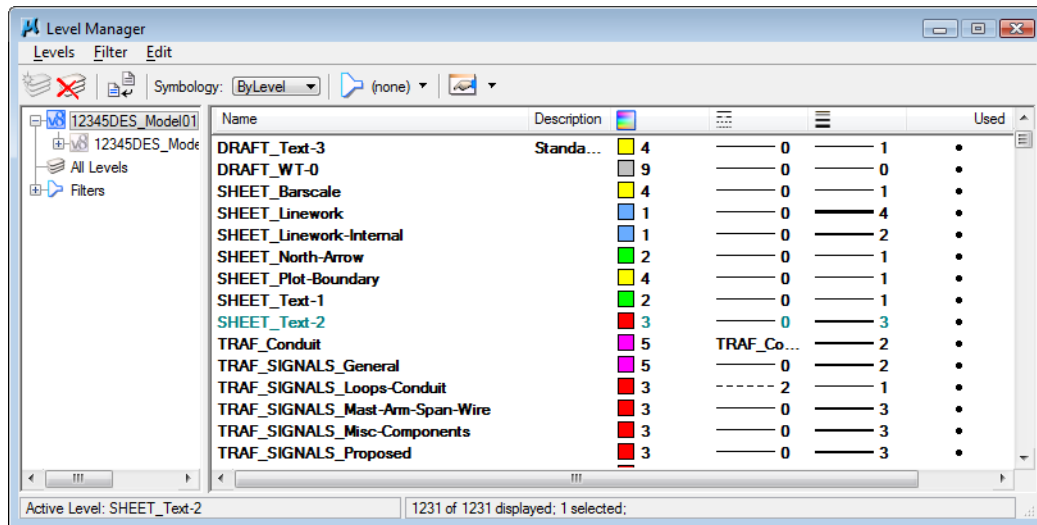 Level Manager
Levels Filter Edit
Symbology: ByLevel (none)
12345DES_Model01
12345DES_Mode
All Levels
Filters
Name Description Used
DRAFT_Text-3 Standa... 4 0 1
DRAFT_WT-0 9 0 0
SHEET_Barscale 4 0 1
SHEET_Linework 1 0 4
SHEET_Linework-Internal 1 0 2
SHEET_North-Arrow 2 0 1
SHEET_Plot-Boundary 4 0 1
SHEET_Text-1 2 0 1
SHEET_Text-2 3 0 3
TRAF_Conduit 5 TRAF_Co... 2
TRAF_SIGNALS_General 5 0 2
TRAF_SIGNALS_Loops-Conduit 3 2 1
TRAF_SIGNALS_Mast-Arm-Span-Wire 3 0 3
TRAF_SIGNALS_Misc-Components 3 0 3
TRAF_SIGNALS_Proposed 3 0 3
Active Level: SHEET_Text-2 1231 of 1231 displayed; 1 selected;